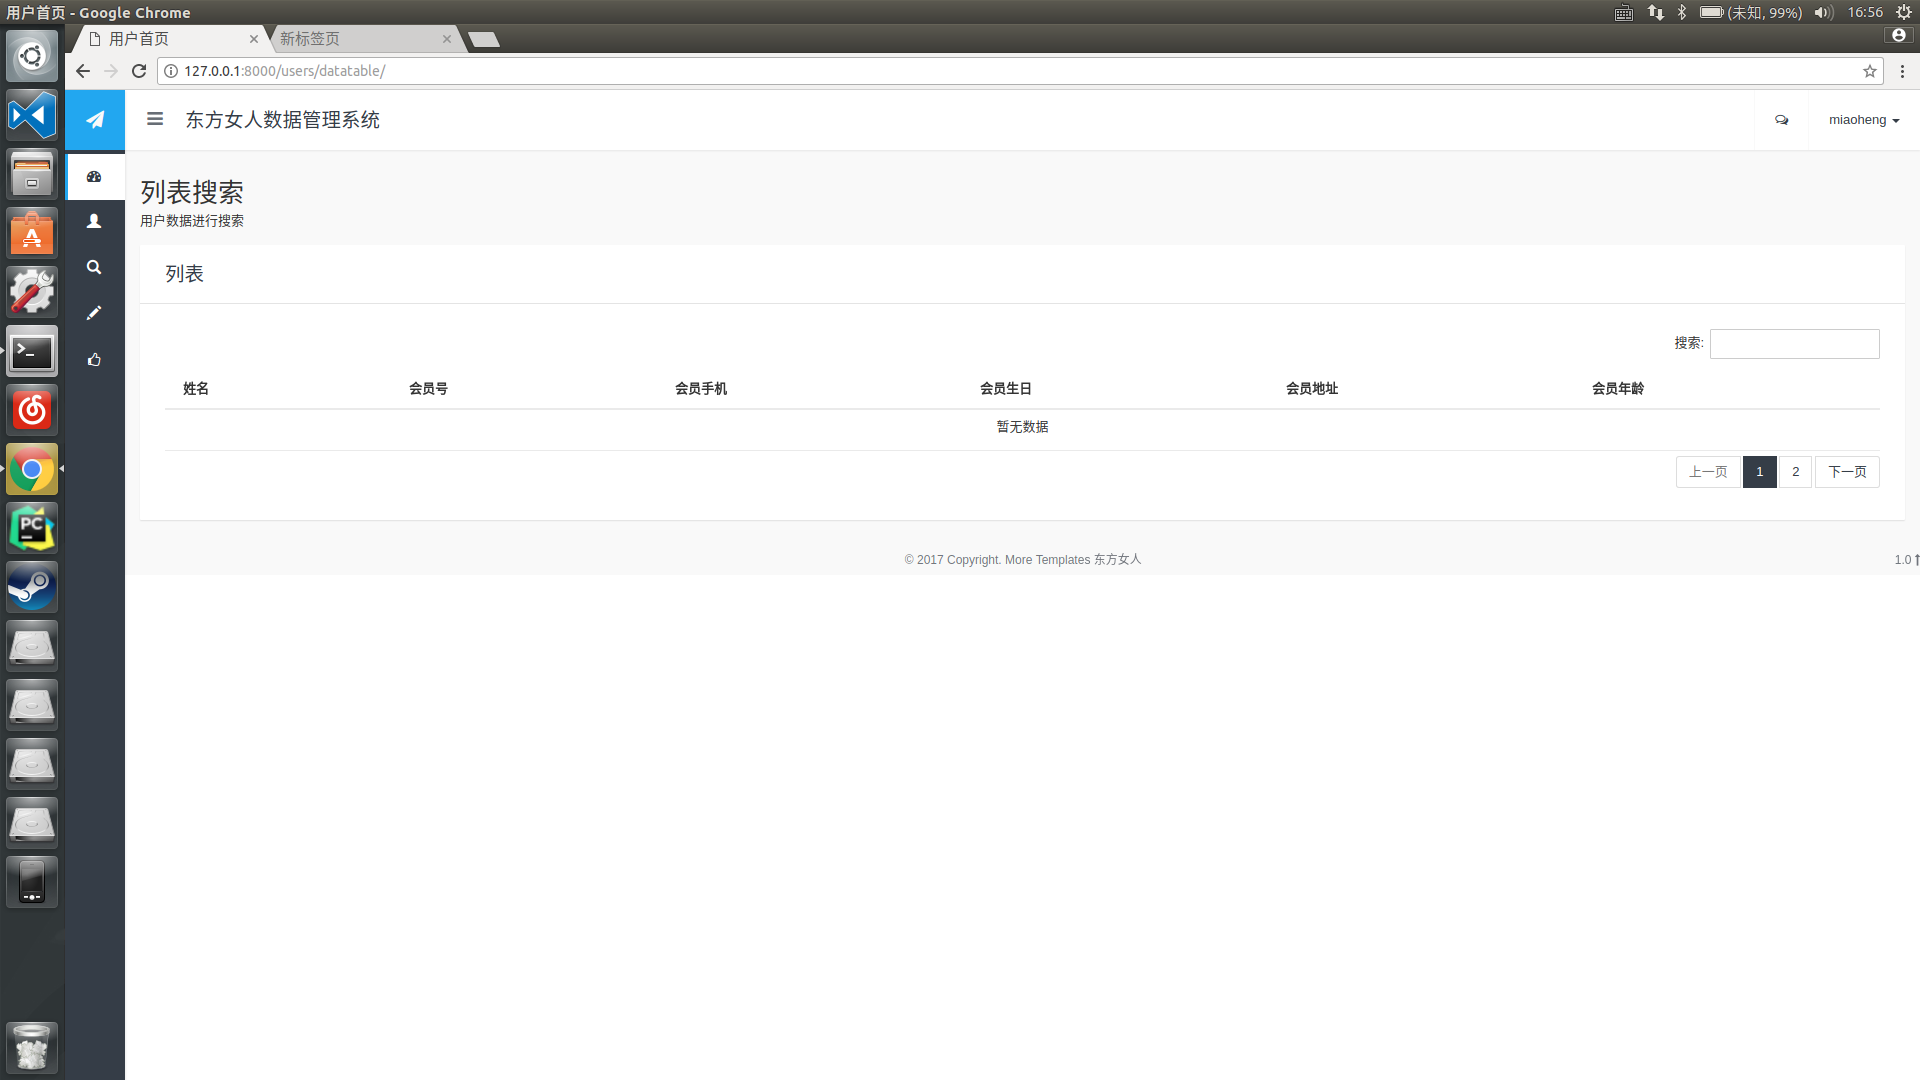 用户首页 - Google Chrome
(未知, 99%)
16:56
用户首页
新标签页
127.0.0.1:8000/users/datatable/
东方女人数据管理系统
miaoheng
列表搜索
用户数据进行搜索
列表
搜索:
姓名 会员号 会员手机 会员生日 会员地址 会员年龄
暂无数据
上一页 1 2 下一页
© 2017 Copyright. More Templates 东方女人
1.0
PC